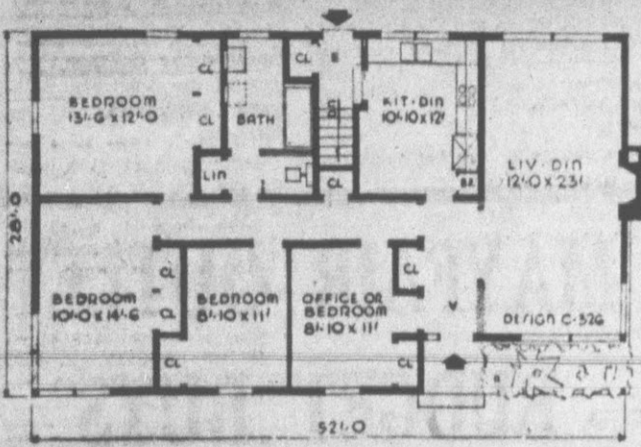 CL
CL
E
BEDROOM
13'-6 x 12'-0
CL
BATH
DN
KIT-DIN
10'-10 x 12'
LIV-DIN
12'-0 x 23'
LIN
CL
28'-0
CL
CL
BEDROOM
10'-0 x 14'-6
CL
BEDROOM
8'-10 x 11'
OFFICE OR
BEDROOM
8'-10 x 11'
CL
V
DESIGN C-326
CL
CL
52'-0